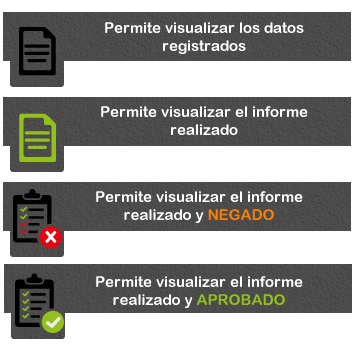 Permite visualizar los datos
registrados
Permite visualizar el informe
realizado
Permite visualizar el informe
realizado y NEGADO
Permite visualizar el informe
realizado y APROBADO